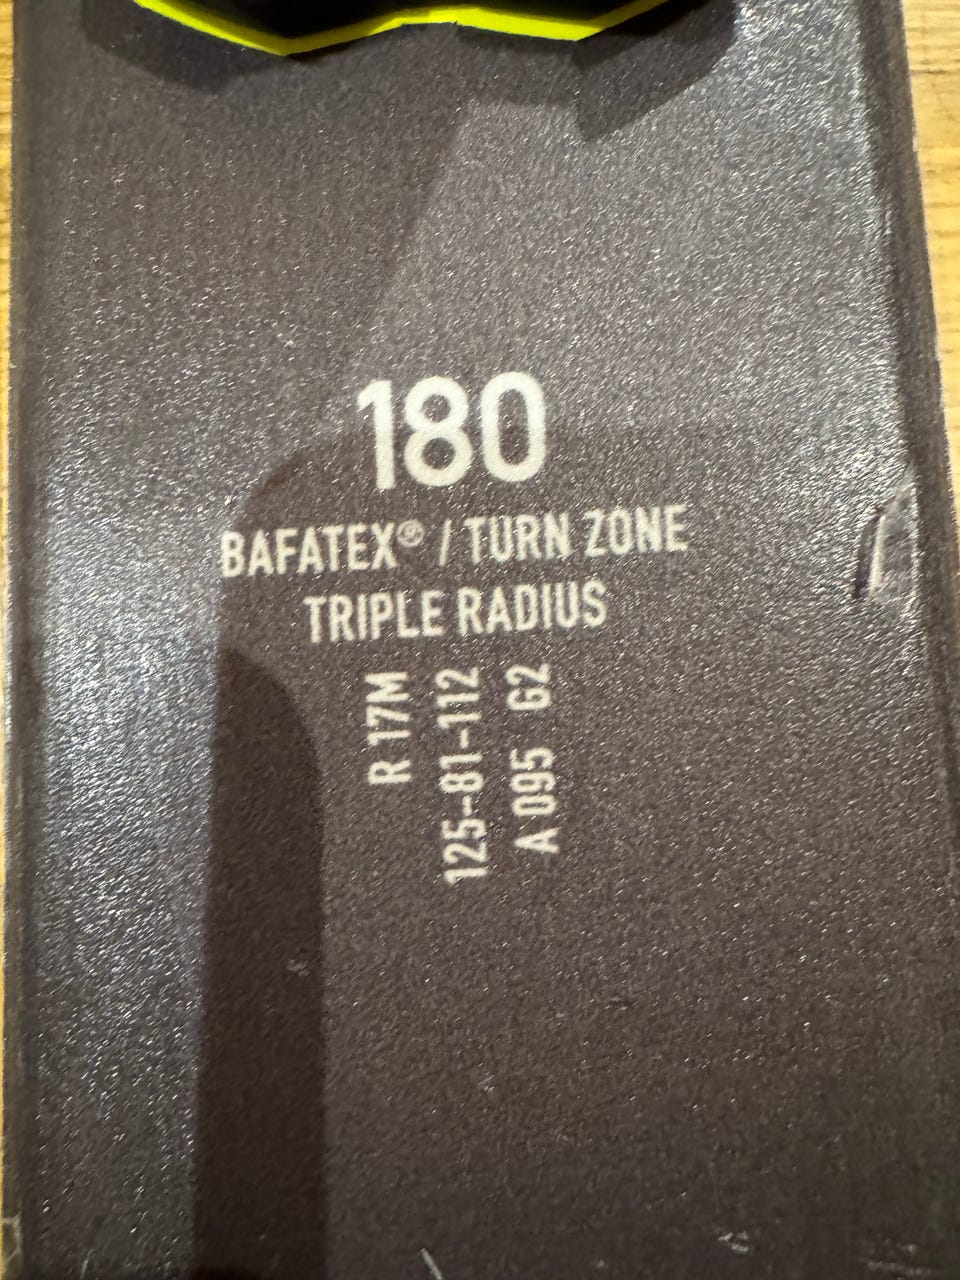 180
BAFATEX® / TURN ZONE
TRIPLE RADIUS
R 17M
125-81-112
A 095 G2